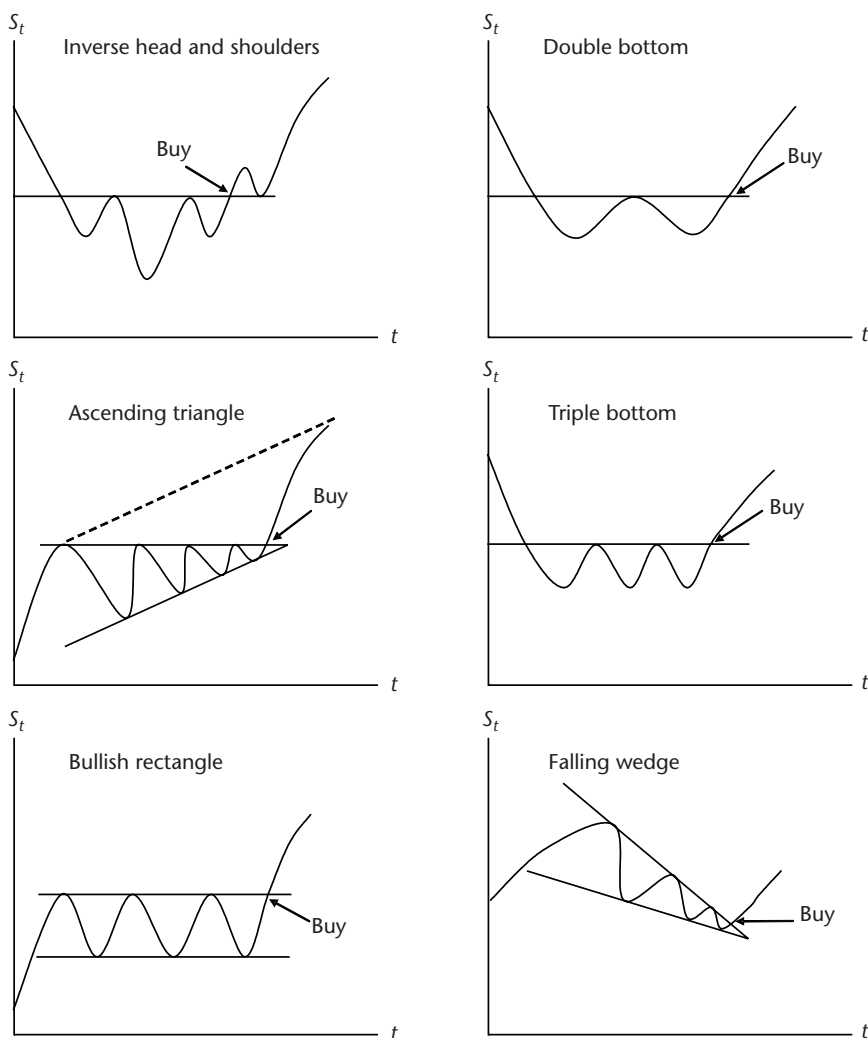 S_t
Inverse head and shoulders
Buy
t
S_t
Double bottom
Buy
t
S_t
Ascending triangle
Buy
t
S_t
Triple bottom
Buy
t
S_t
Bullish rectangle
Buy
t
S_t
Falling wedge
Buy
t